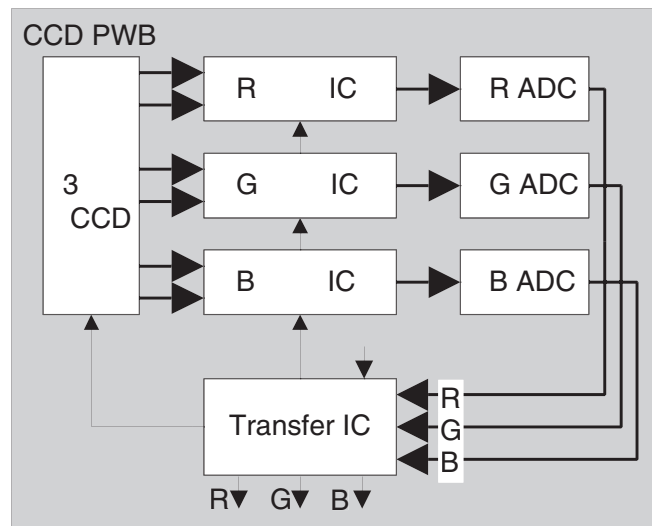 CCD PWB
R IC
R ADC
3
CCD
G IC
G ADC
B IC
B ADC
Transfer IC
R
G
B
R G B